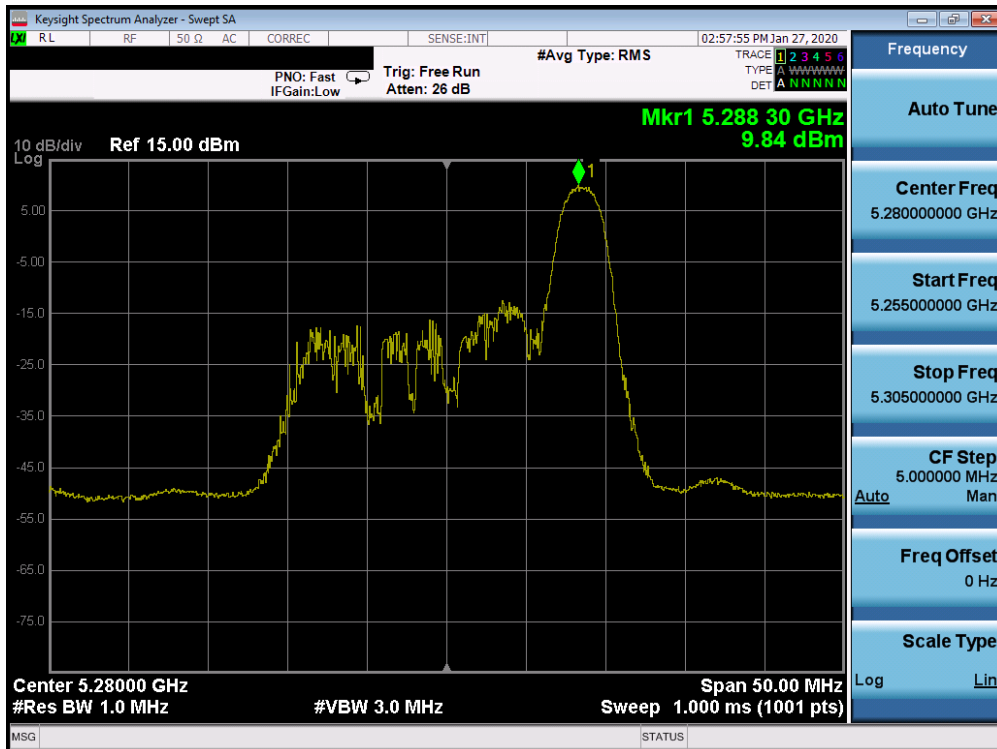 Keysight Spectrum Analyzer - Swept SA
LXI RL RF 50 Ω AC CORREC SENSE:INT 02:57:55 PM Jan 27, 2020
#Avg Type: RMS TRACE 1 2 3 4 5 6
PNO: Fast Trig: Free Run TYPE A WWWWW
IFGain:Low Atten: 26 dB DET A N N N N N
Mkr1 5.288 30 GHz
9.84 dBm
10 dB/div Ref 15.00 dBm
Log
1
5.00
-5.00
-15.0
-25.0
-35.0
-45.0
-55.0
-65.0
-75.0
Center 5.28000 GHz Span 50.00 MHz
#Res BW 1.0 MHz #VBW 3.0 MHz Sweep 1.000 ms (1001 pts)
MSG STATUS
Frequency
Auto Tune
Center Freq
5.280000000 GHz
Start Freq
5.255000000 GHz
Stop Freq
5.305000000 GHz
CF Step
5.000000 MHz
Auto Man
Freq Offset
0 Hz
Scale Type
Log Lin